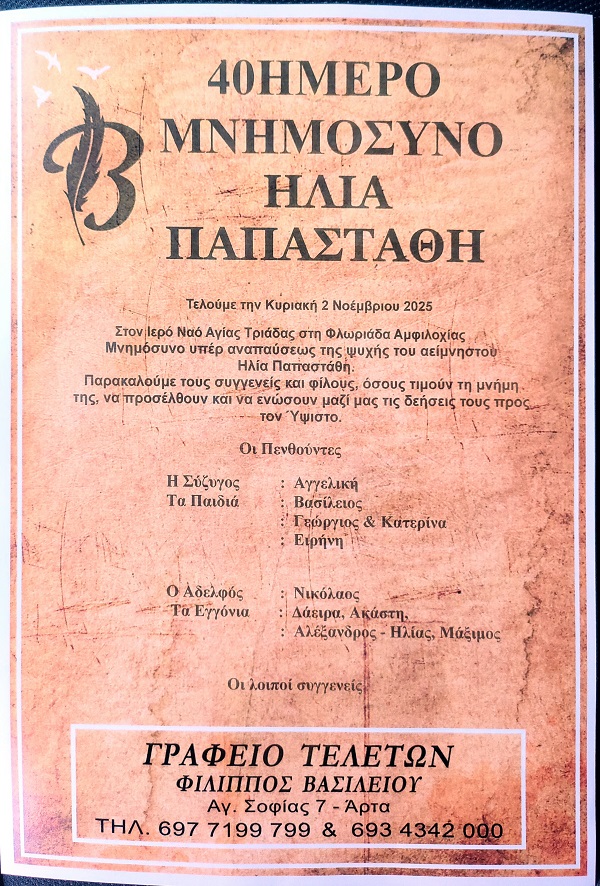 B
40ΗΜΕΡΟ
ΜΝΗΜΟΣΥΝΟ
ΗΛΙΑ
ΠΑΠΑΣΤΑΘΗ
Τελούμε την Κυριακή 2 Νοέμβριου 2025
Στον Ιερό Ναό Αγίας Τριάδας στη Φλωριάδα Αμφιλοχίας
Μνημόσυνο υπέρ αναπαύσεως της ψυχής του αείμνηστου
Ηλία Παπαστάθη.
Παρακαλούμε τους συγγενείς και φίλους, όσους τιμούν τη μνήμη
της, να προσέλθουν και να ενώσουν μαζί μας τις δεήσεις τους προς
τον Ύψιστο.
Οι Πενθούντες
Η Σύζυγος : Αγγελική
Τα Παιδιά : Βασίλειος
: Γεώργιος & Κατερίνα
: Ειρήνη
Ο Αδελφός : Νικόλαος
Τα Εγγόνια : Δάειρα, Ακάστη,
: Αλέξανδρος - Ηλίας, Μάξιμος
Οι λοιποί συγγενείς
ΓΡΑΦΕΙΟ ΤΕΛΕΤΩΝ
ΦΙΛΙΠΠΟΣ ΒΑΣΙΛΕΙΟΥ
Αγ. Σοφίας 7 - Άρτα
ΤΗΛ. 697 7199 799 & 693 4342 000